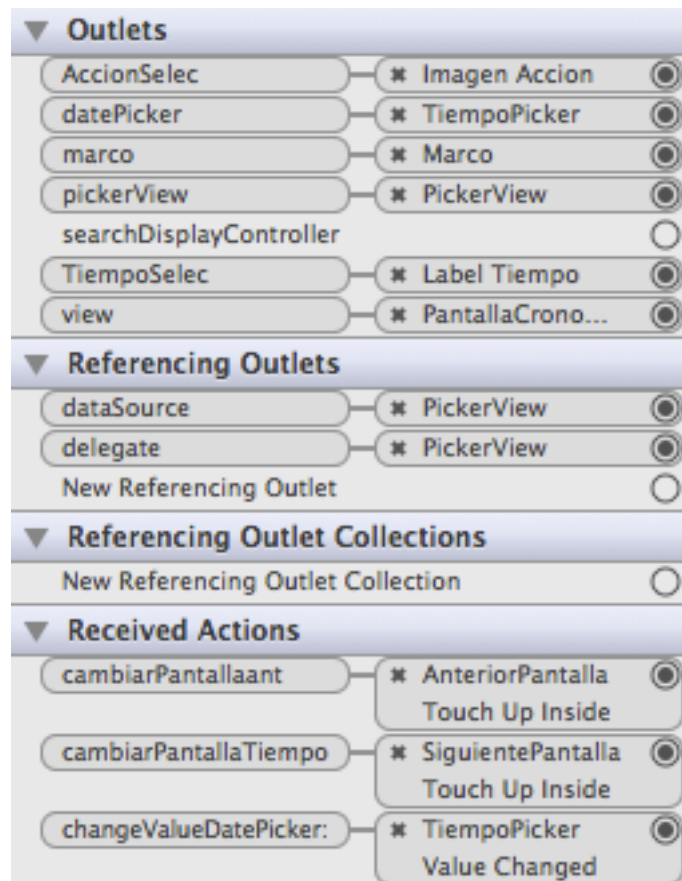 Outlets
AccionSelec Imagen Accion
datePicker TiempoPicker
marco Marco
pickerView PickerView
searchDisplayController
TiempoSelec Label Tiempo
view PantallaCrono...
Referencing Outlets
dataSource PickerView
delegate PickerView
New Referencing Outlet
Referencing Outlet Collections
New Referencing Outlet Collection
Received Actions
cambiarPantallaant AnteriorPantalla
Touch Up Inside
cambiarPantallaTiempo SiguientePantalla
Touch Up Inside
changeValueDatePicker: TiempoPicker
Value Changed